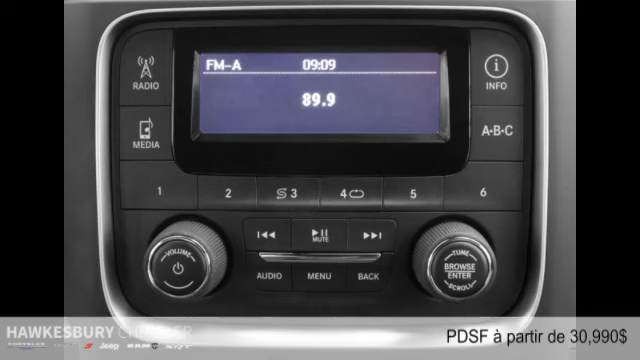 FM-A 09:09
89.9
RADIO
INFO
MEDIA
A·B·C
1 2 3 4 5 6
MUTE
VOLUME
TUNE
BROWSE
ENTER
SCROLL
AUDIO MENU BACK
HAWKESBURY
CHRYSLER Jeep RAM
PDSF à partir de 30,990$